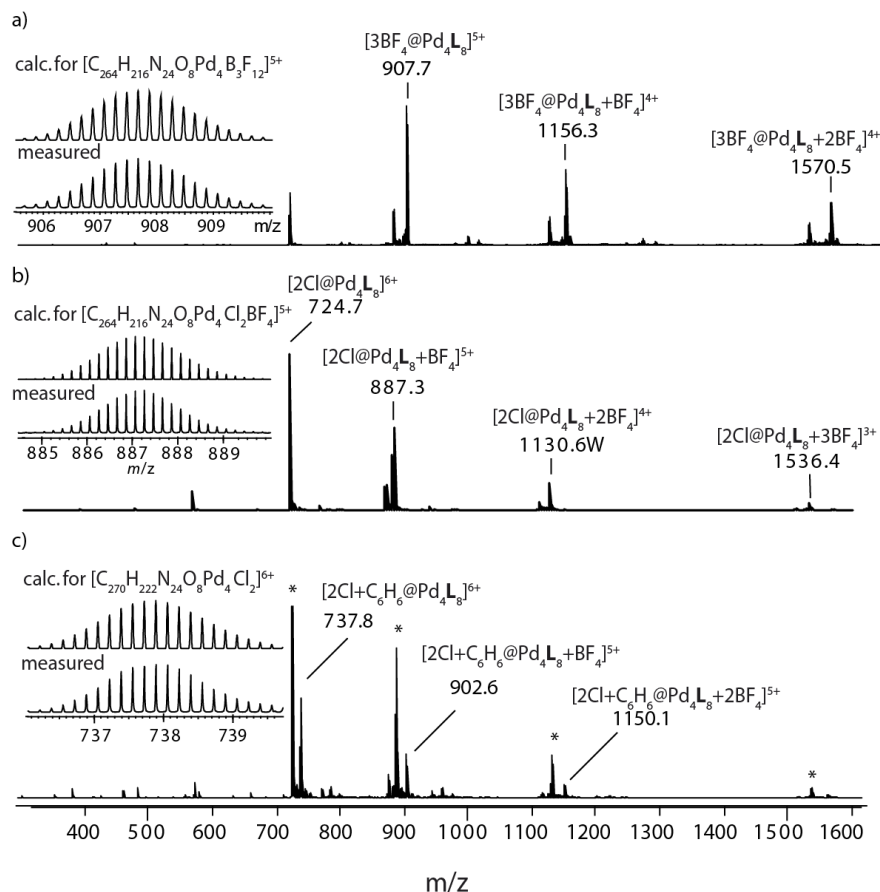 a)
[3BF₄@Pd₄L₈]⁵⁺
907.7
calc. for [C₂₆₄H₂₁₆N₂₄O₈Pd₄B₃F₁₂]⁵⁺
[3BF₄@Pd₄L₈+BF₄]⁴⁺
1156.3
[3BF₄@Pd₄L₈+2BF₄]⁴⁺
1570.5
measured
906 907 908 909 m/z
b)
[2Cl@Pd₄L₈]⁶⁺
724.7
calc. for [C₂₆₄H₂₁₆N₂₄O₈Pd₄Cl₂BF₄]⁵⁺
[2Cl@Pd₄L₈+BF₄]⁵⁺
887.3
[2Cl@Pd₄L₈+2BF₄]⁴⁺
1130.6W
[2Cl@Pd₄L₈+3BF₄]³⁺
1536.4
measured
885 886 887 888 889
m/z
c)
calc. for [C₂₇₀H₂₂₂N₂₄O₈Pd₄Cl₂]⁶⁺
* [2Cl+C₆H₆@Pd₄L₈]⁶⁺
737.8
*
[2Cl+C₆H₆@Pd₄L₈+BF₄]⁵⁺
902.6
[2Cl+C₆H₆@Pd₄L₈+2BF₄]⁵⁺
1150.1
* *
measured
737 738 739
400 500 600 700 800 900 1000 1100 1200 1300 1400 1500 1600
m/z